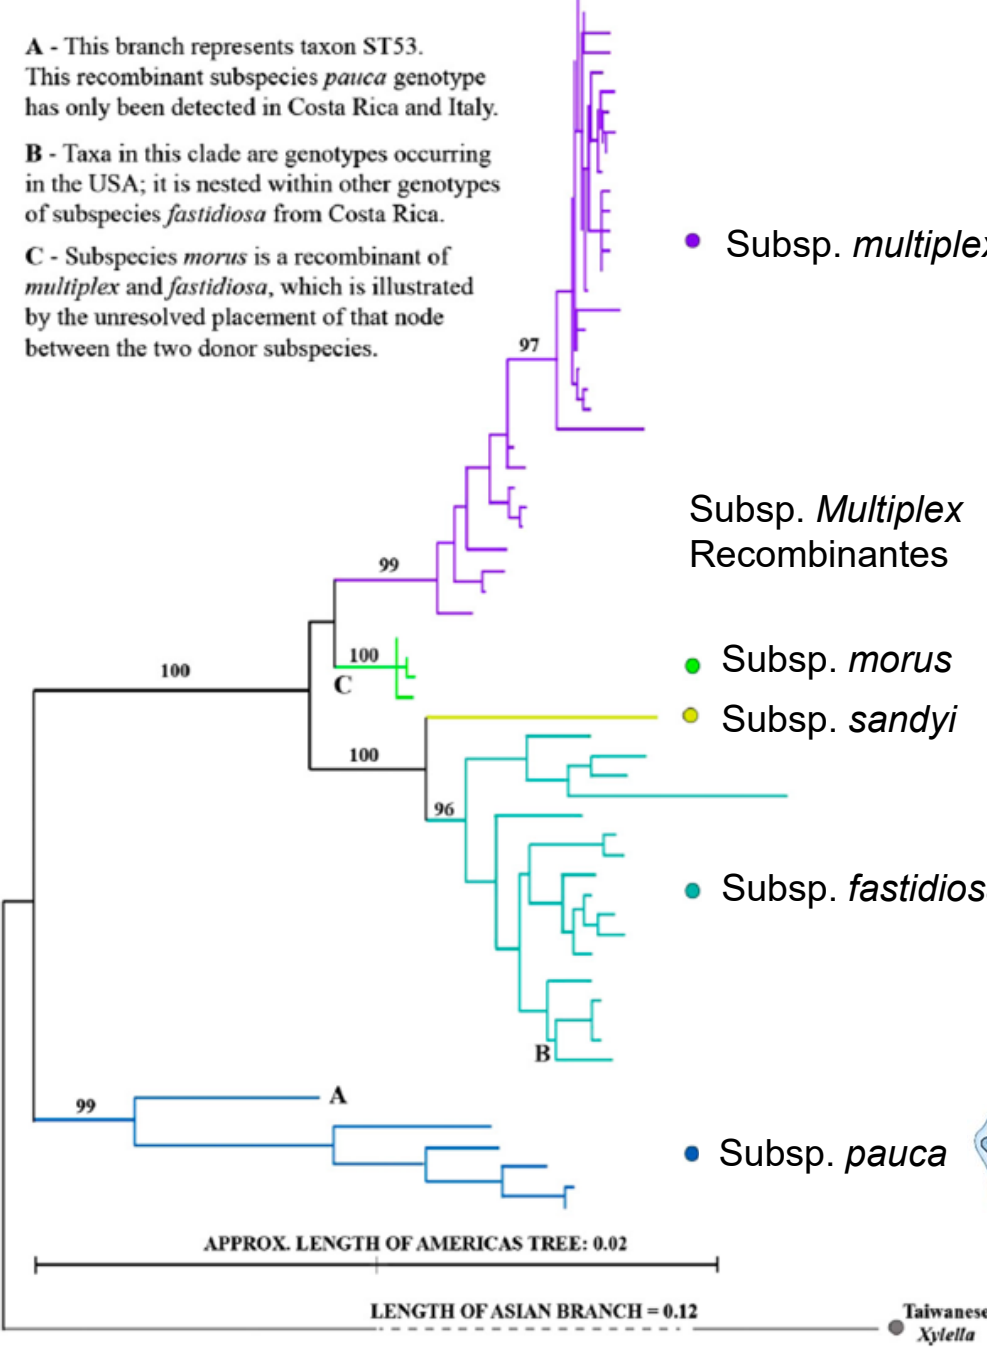 A - This branch represents taxon ST53.
This recombinant subspecies pauca genotype
has only been detected in Costa Rica and Italy.
B - Taxa in this clade are genotypes occurring
in the USA; it is nested within other genotypes
of subspecies fastidiosa from Costa Rica.
C - Subspecies morus is a recombinant of
multiplex and fastidiosa, which is illustrated
by the unresolved placement of that node
between the two donor subspecies.
Subsp. multiplex
97
Subsp. Multiplex
Recombinantes
99
100
C
Subsp. morus
100
Subsp. sandyi
100
96
Subsp. fastidios
B
99
A
Subsp. pauca
APPROX. LENGTH OF AMERICAS TREE: 0.02
LENGTH OF ASIAN BRANCH = 0.12
Taiwanese
Xylella